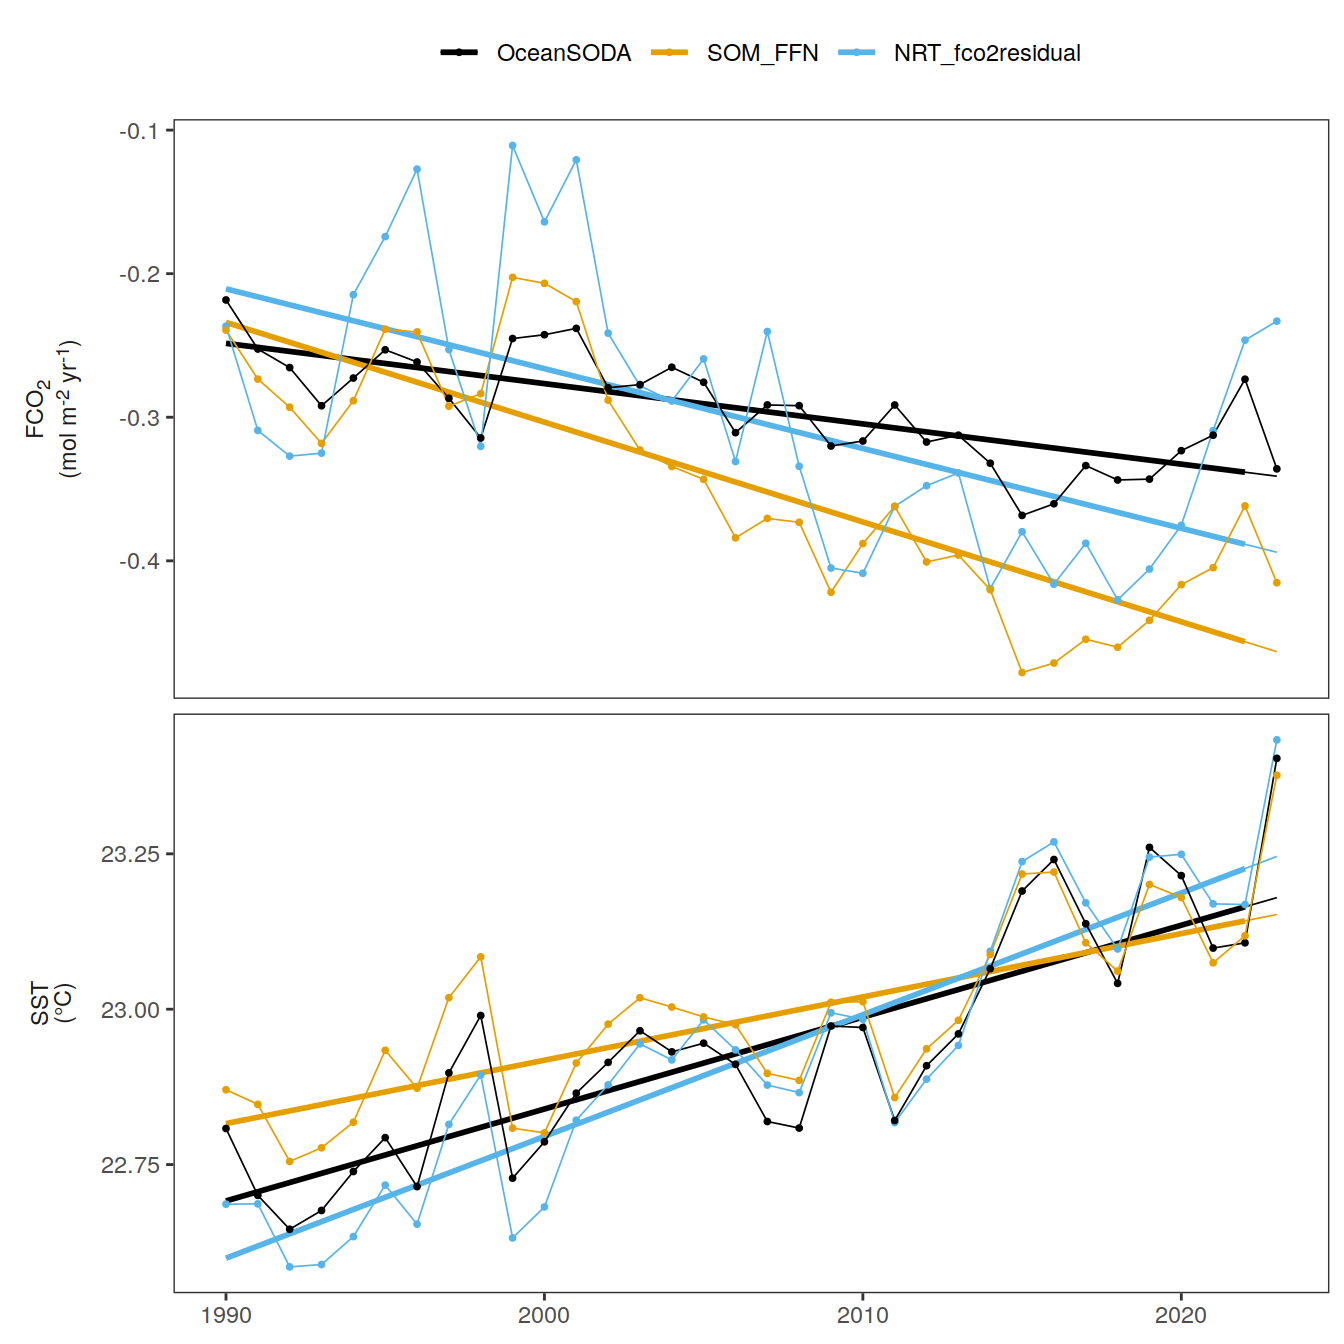 OceanSODA SOM_FFN NRT_fco2residual
-0.1
-0.2
-0.3
-0.4
FCO₂
(mol m⁻² yr⁻¹)
23.25
23.00
22.75
SST
(°C)
1990 2000 2010 2020